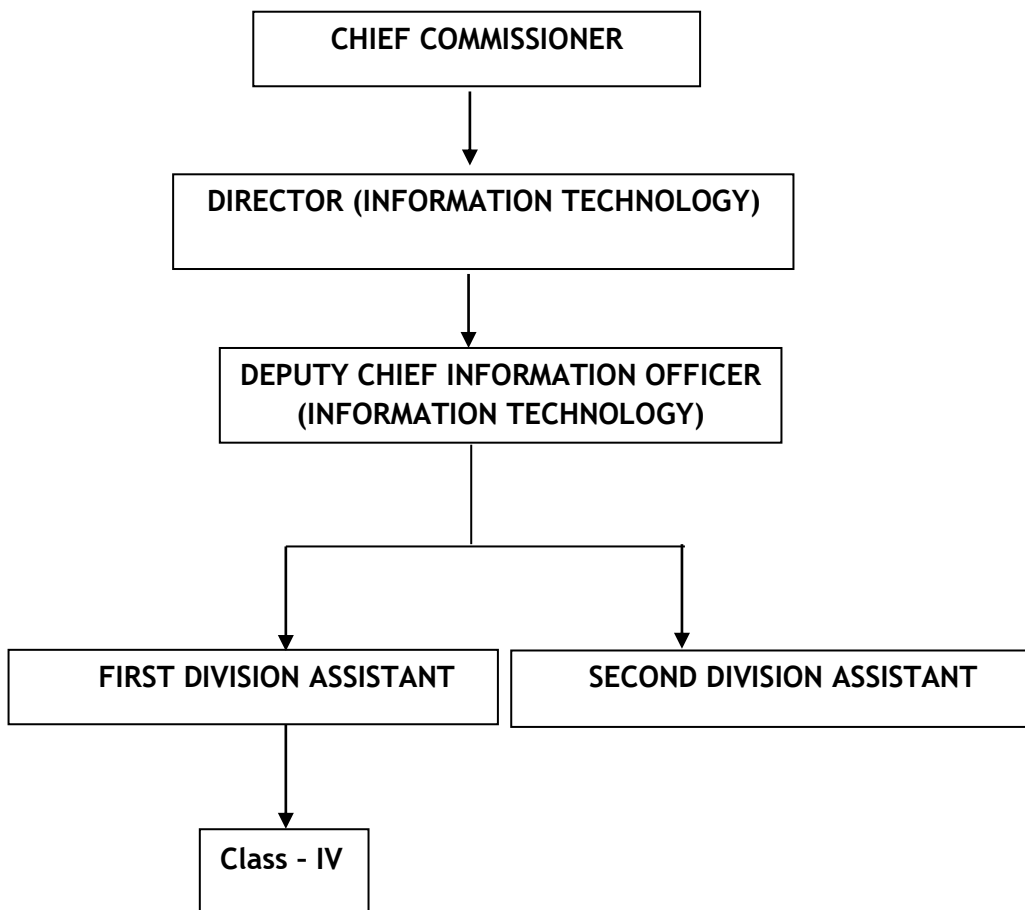 CHIEF COMMISSIONER
DIRECTOR (INFORMATION TECHNOLOGY)
DEPUTY CHIEF INFORMATION OFFICER
(INFORMATION TECHNOLOGY)
FIRST DIVISION ASSISTANT
SECOND DIVISION ASSISTANT
Class - IV